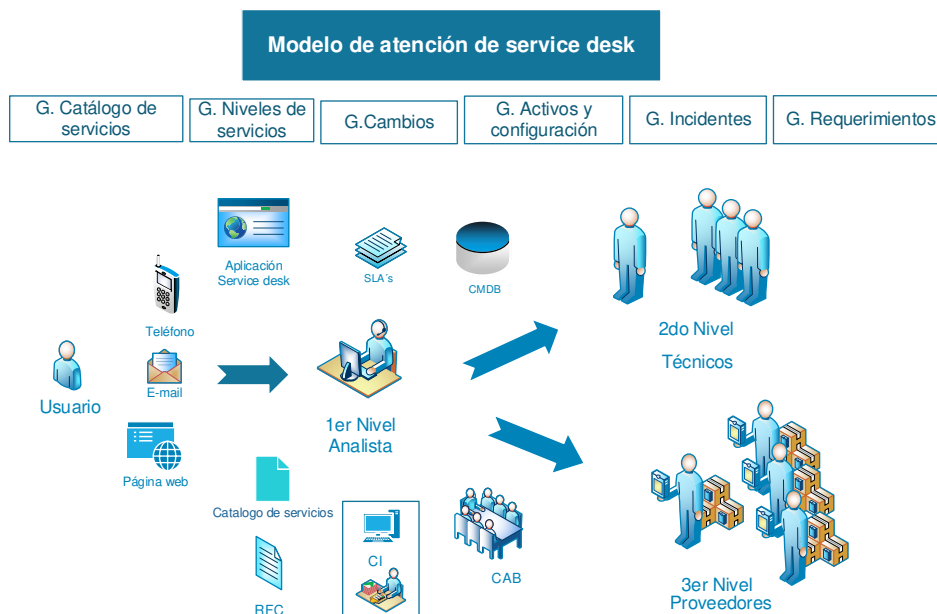 Modelo de atención de service desk
G. Catálogo de
servicios
G. Niveles de
servicios
G.Cambios
G. Activos y
configuración
G. Incidentes
G. Requerimientos
Aplicación
Service desk
SLA´s
CMDB
Teléfono
E-mail
Usuario
Página web
1er Nivel
Analista
2do Nivel
Técnicos
Catalogo de servicios
RFC
CI
CAB
3er Nivel
Proveedores